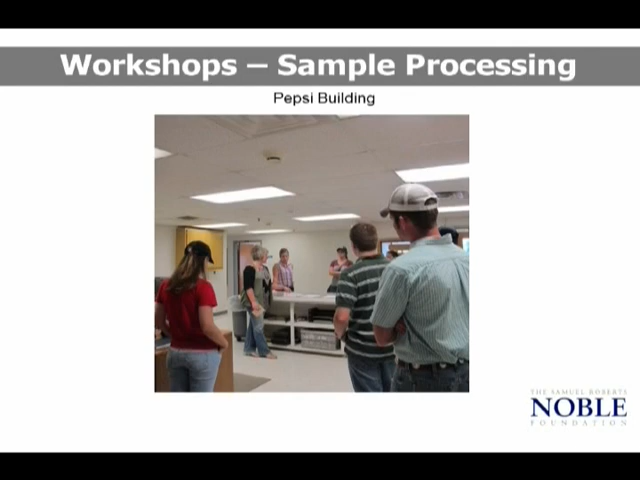 Workshops – Sample Processing
Pepsi Building
THE SAMUEL ROBERTS
NOBLE
FOUNDATION